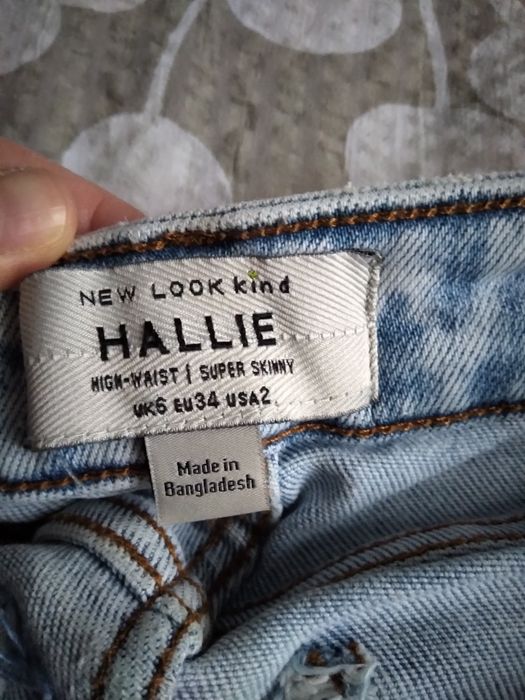 NEW LOOK kind
HALLIE
HIGH-WAIST | SUPER SKINNY
UK6 EU34 USA2
Made in
Bangladesh